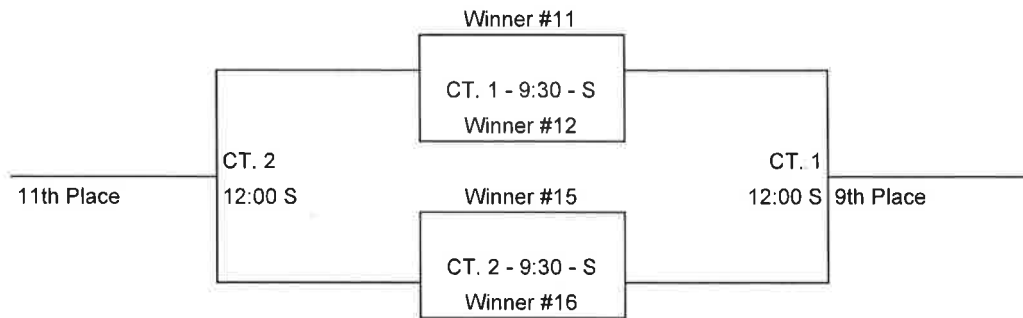 Winner #11
CT. 1 - 9:30 - S
Winner #12
CT. 2
12:00 S
11th Place
CT. 1
12:00 S
9th Place
Winner #15
CT. 2 - 9:30 - S
Winner #16